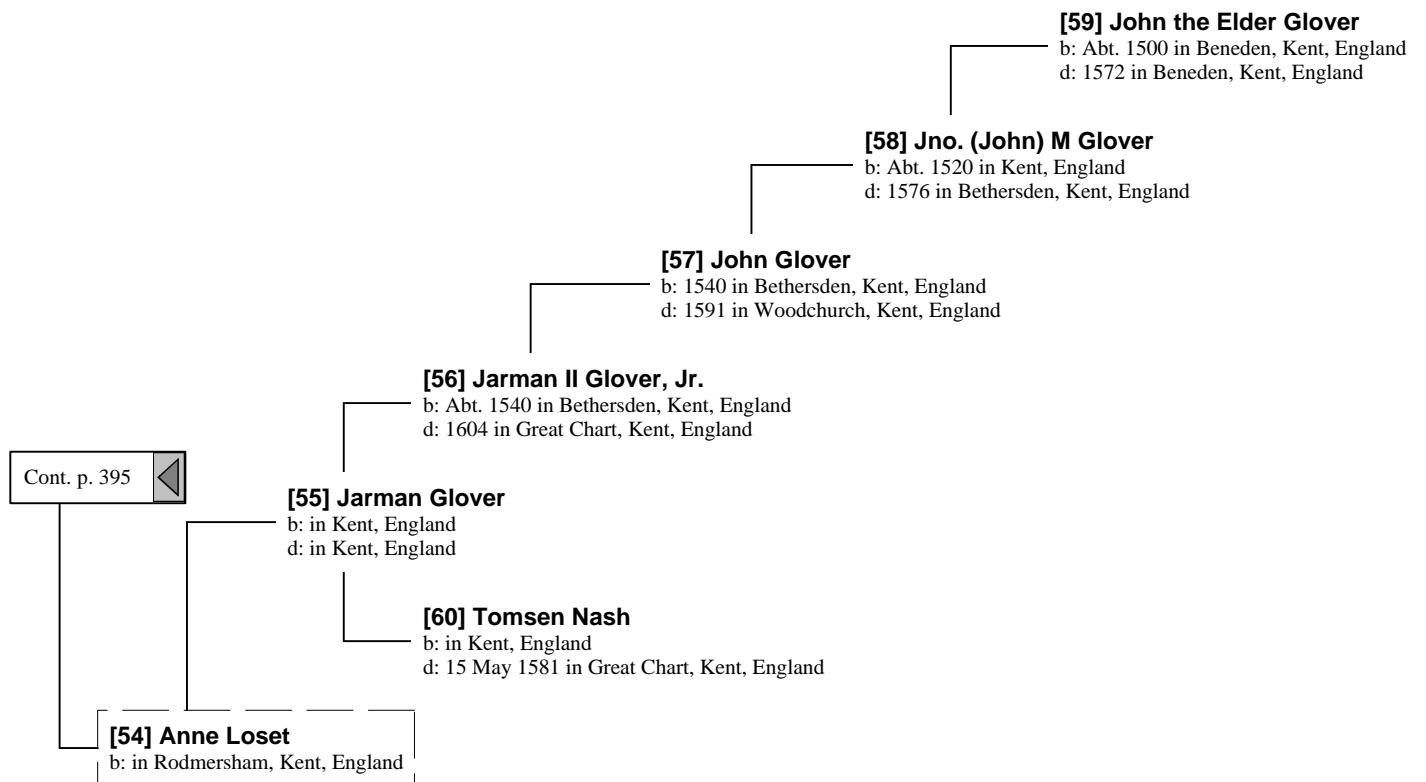 [59] John the Elder Glover
b: Abt. 1500 in Beneden, Kent, England
d: 1572 in Beneden, Kent, England
[58] Jno. (John) M Glover
b: Abt. 1520 in Kent, England
d: 1576 in Bethersden, Kent, England
[57] John Glover
b: 1540 in Bethersden, Kent, England
d: 1591 in Woodchurch, Kent, England
[56] Jarman II Glover, Jr.
b: Abt. 1540 in Bethersden, Kent, England
d: 1604 in Great Chart, Kent, England
Cont. p. 395
[55] Jarman Glover
b: in Kent, England
d: in Kent, England
[60] Tomsen Nash
b: in Kent, England
d: 15 May 1581 in Great Chart, Kent, England
[54] Anne Loset
b: in Rodmersham, Kent, England